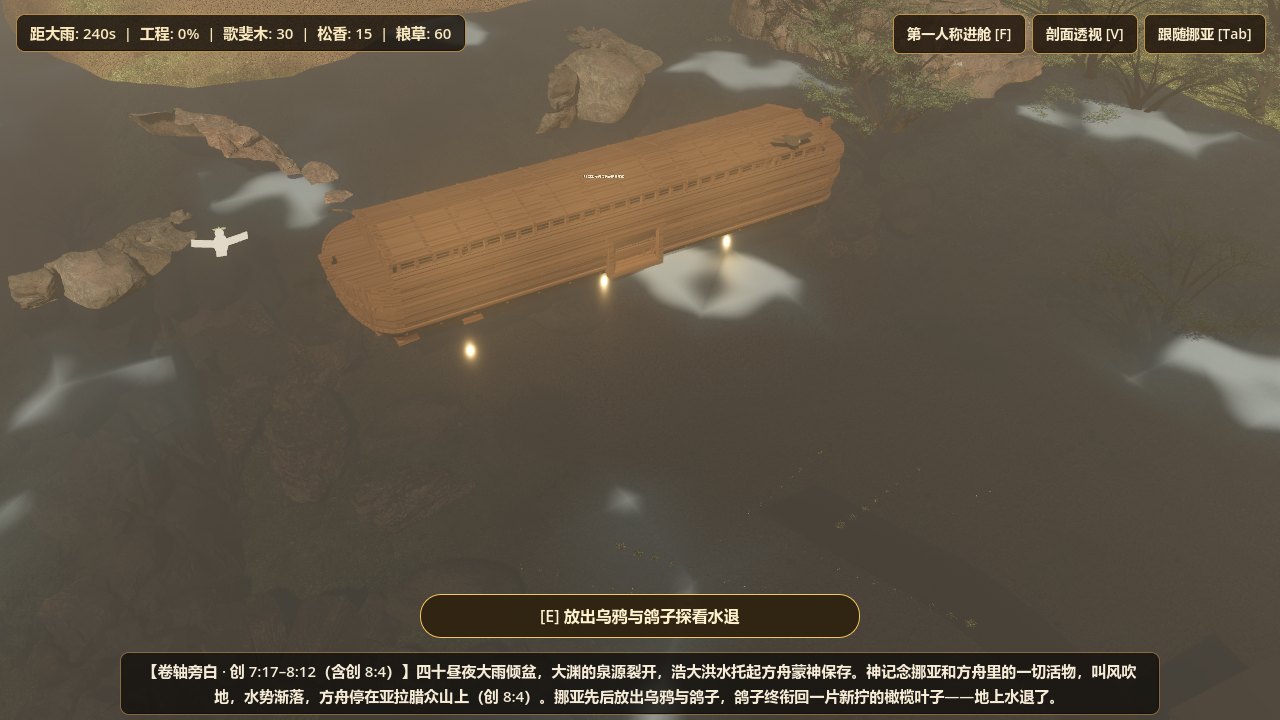 距大雨: 240s | 工程: 0% | 歌斐木: 30 | 松香: 15 | 粮草: 60
第一人称进舱 [F]
剖面透视 [V]
跟随挪亚 [Tab]
[E] 放出乌鸦与鸽子探看水退
【卷轴旁白 · 创 7:17–8:12（含创 8:4）】四十昼夜大雨倾盆，大渊的泉源裂开，浩大洪水托起方舟蒙神保存。神记念挪亚和方舟里的一切活物，叫风吹
地，水势渐落，方舟停在亚拉腊众山上（创 8:4）。挪亚先后放出乌鸦与鸽子，鸽子终衔回一片新拧的橄榄叶子——地上水退了。